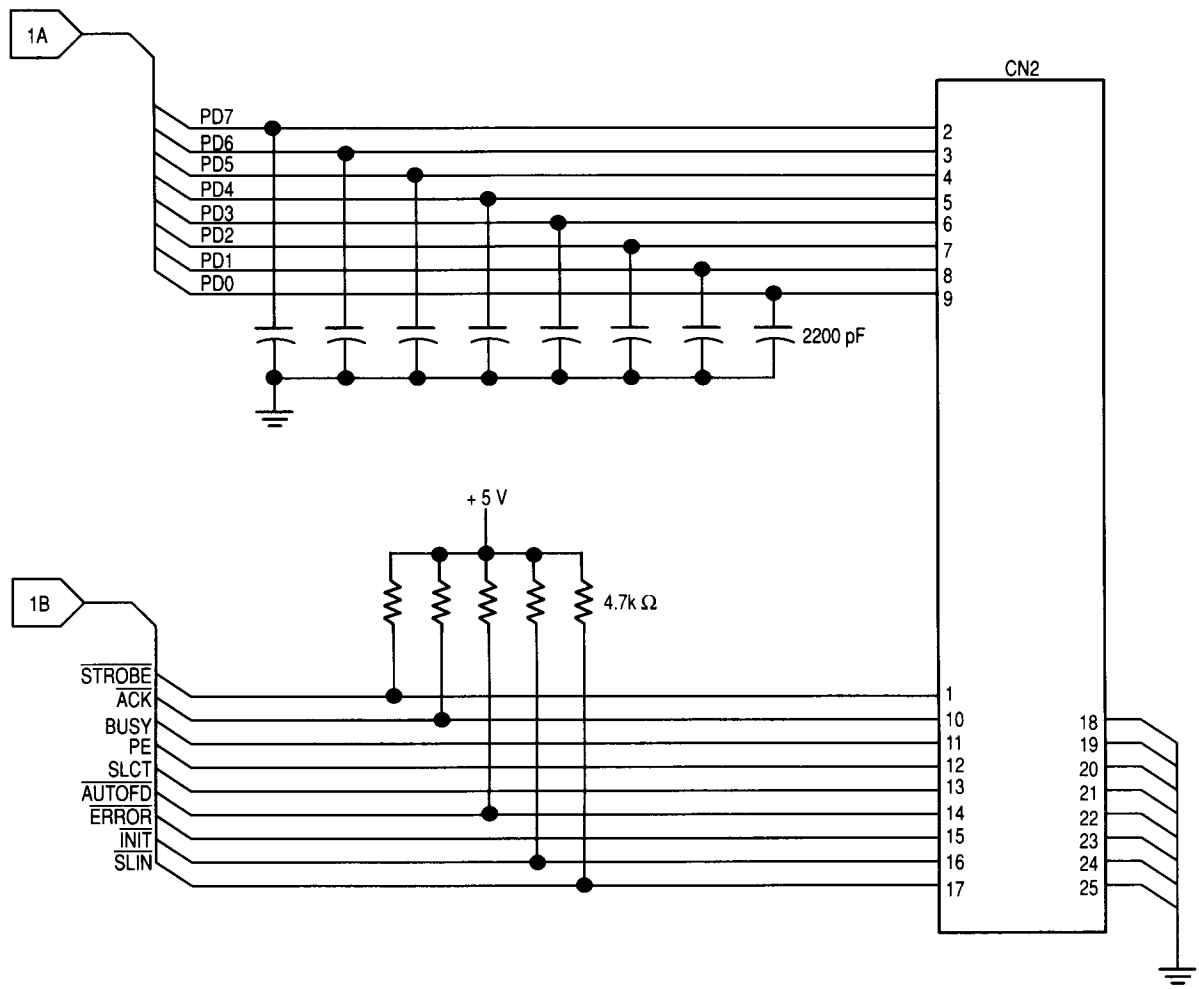 1A
CN2
PD7
2
PD6
3
PD5
4
PD4
5
PD3
6
PD2
7
PD1
8
PD0
9
2200 pF
+ 5 V
1B
4.7k Ω
STROBE
1
ACK
10
18
BUSY
11
19
PE
12
20
SLCT
13
21
AUTOFD
14
22
ERROR
15
23
INIT
16
24
SLIN
17
25